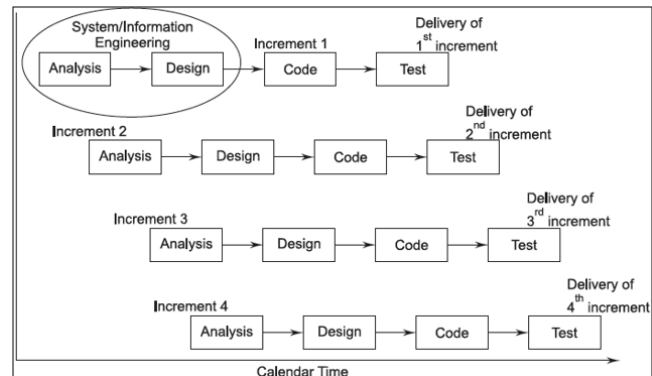 System/Information
Engineering
Analysis
Design
Increment 1
Code
Test
Delivery of
1st
increment
Increment 2
Analysis
Design
Code
Test
Delivery of
2nd
increment
Increment 3
Analysis
Design
Code
Test
Delivery of
3rd increment
Increment 4
Analysis
Design
Code
Test
Delivery of
4th increment
Calendar Time